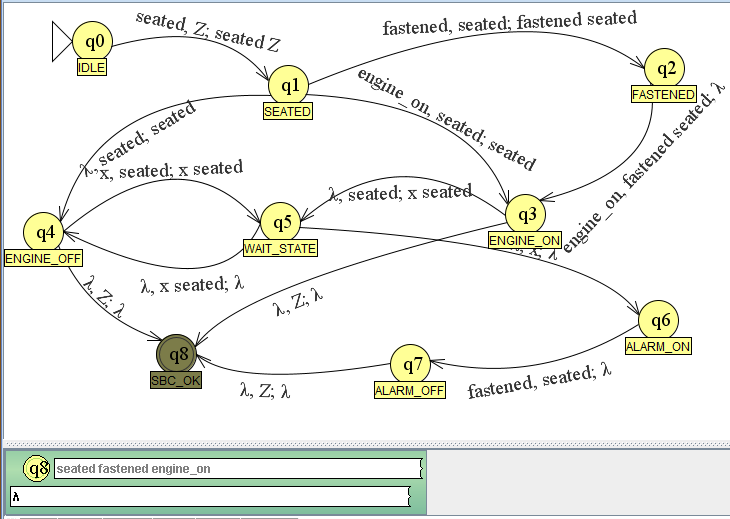 seated, Z; seated Z
fastened, seated; fastened seated
q0
IDLE
q1
SEATED
q2
FASTENED
engine_on, seated; seated
λ, seated; seated
x, seated; x seated
λ, seated; x seated
engine_on, fastened seated; λ
q4
ENGINE_OFF
q5
WAIT_STATE
q3
ENGINE_ON
x; λ
λ, x seated; λ
λ, Z; λ
λ, Z; λ
q6
ALARM_ON
q8
SBC_OK
q7
ALARM_OFF
λ, Z; λ
fastened, seated; λ
q8
seated fastened engine_on
λ